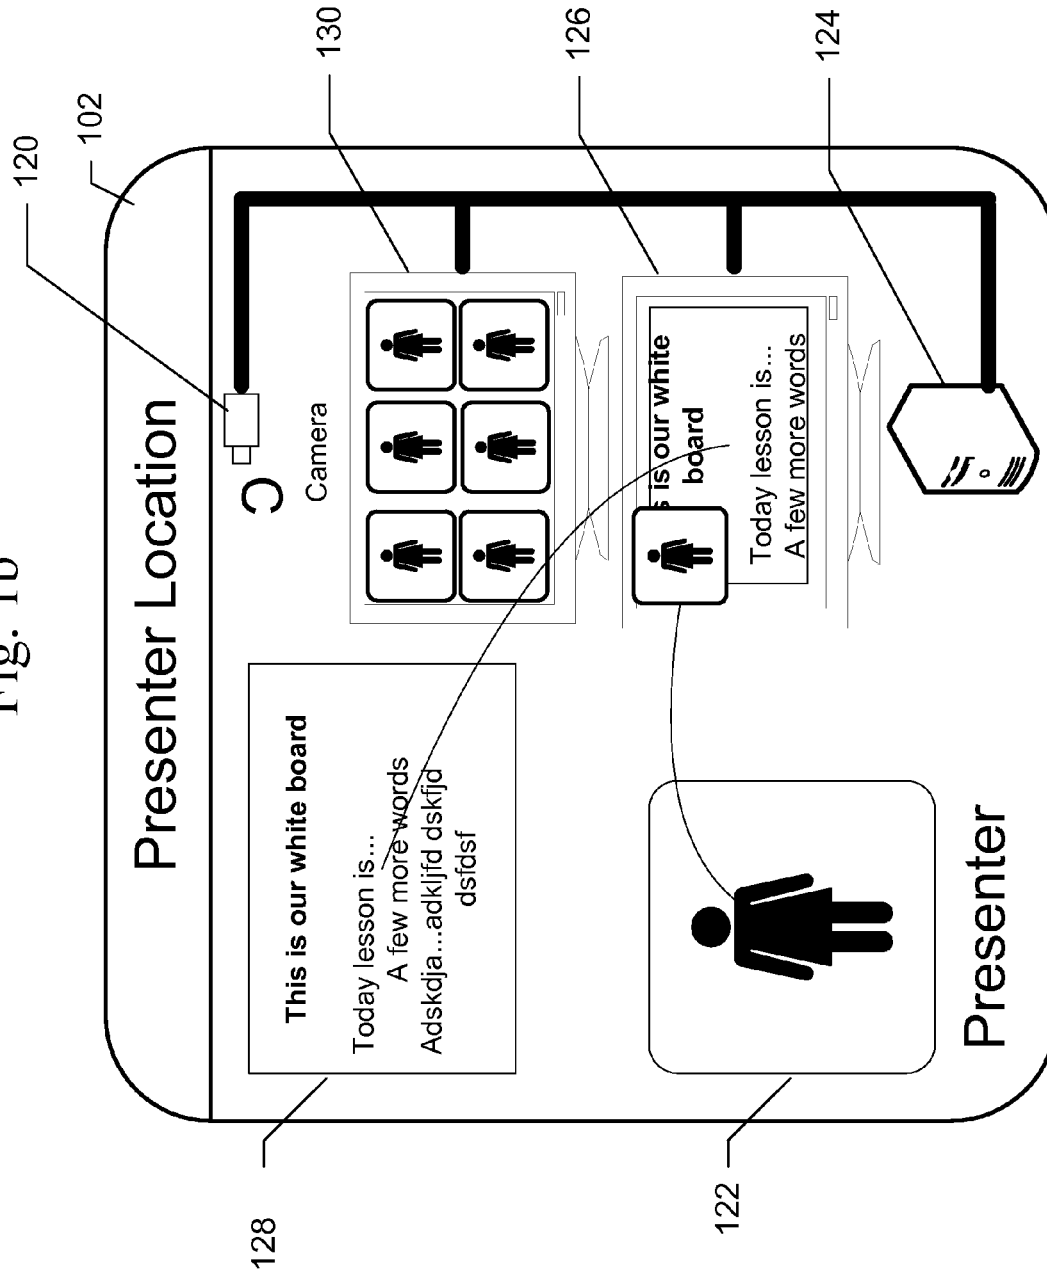 Fig. 1b
Presenter Location
120
102
130
126
124
128
122
C
Camera
This is our white board
Today lesson is...
A few more words
Adskdja...adkljfd dskfjd
dsfdsf
s is our white
board
Today lesson is...
A few more words
Presenter